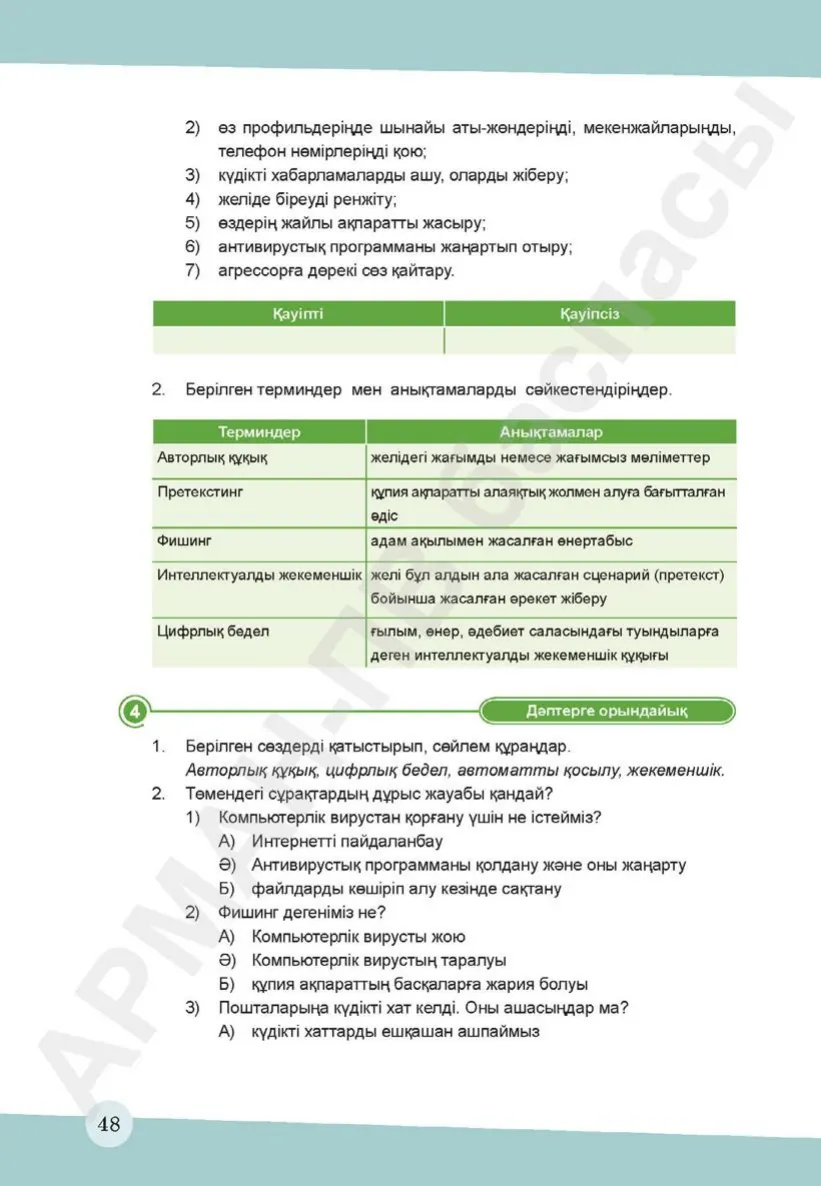 2) өз профильдеріңде шынайы аты-жөндеріңді, мекенжайларыңды,
телефон нөмірлеріңді қою;
3) күдікті хабарламаларды ашу, оларды жіберу;
4) желіде біреуді ренжіту;
5) өздерің жайлы ақпаратты жасыру;
6) антивирустық программаны жаңартып отыру;
7) агрессорға дөрекі сөз қайтару.
Қауіпті Қауіпсіз
2. Берілген терминдер мен анықтамаларды сәйкестендіріңдер.
Терминдер Анықтамалар
Авторлық құқық желідегі жағымды немесе жағымсыз мәліметтер
Претекстинг құпия ақпаратты алаяқтық жолмен алуға бағытталған
әдіс
Фишинг адам ақылымен жасалған өнертабыс
Интеллектуалды жекеменшік желі бұл алдын ала жасалған сценарий (претекст)
бойынша жасалған әрекет жіберу
Цифрлық бедел ғылым, өнер, әдебиет саласындағы туындыларға
деген интеллектуалды жекеменшік құқығы
4 Дәптерге орындайық
1. Берілген сөздерді қатыстырып, сөйлем құраңдар.
Авторлық құқық, цифрлық бедел, автоматты қосылу, жекеменшік.
2. Төмендегі сұрақтардың дұрыс жауабы қандай?
1) Компьютерлік вирустан қорғану үшін не істейміз?
А) Интернетті пайдаланбау
Ә) Антивирустық программаны қолдану және оны жаңарту
Б) файлдарды көшіріп алу кезінде сақтану
2) Фишинг дегеніміз не?
А) Компьютерлік вирусты жою
Ә) Компьютерлік вирустың таралуы
Б) құпия ақпараттың басқаларға жария болуы
3) Пошталарыңа күдікті хат келді. Оны ашасыңдар ма?
А) күдікті хаттарды ешқашан ашпаймыз
48
АРМАН-ПВ баспасы